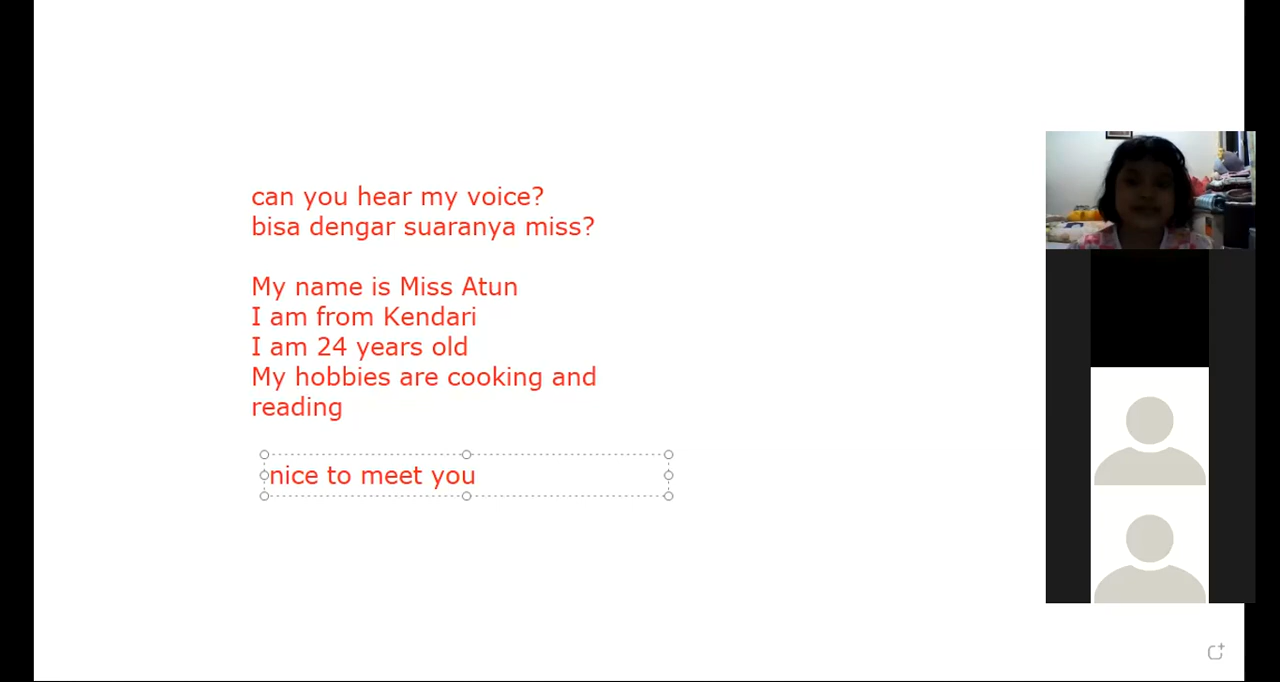 can you hear my voice?
bisa dengar suaranya miss?
My name is Miss Atun
I am from Kendari
I am 24 years old
My hobbies are cooking and
reading
nice to meet you